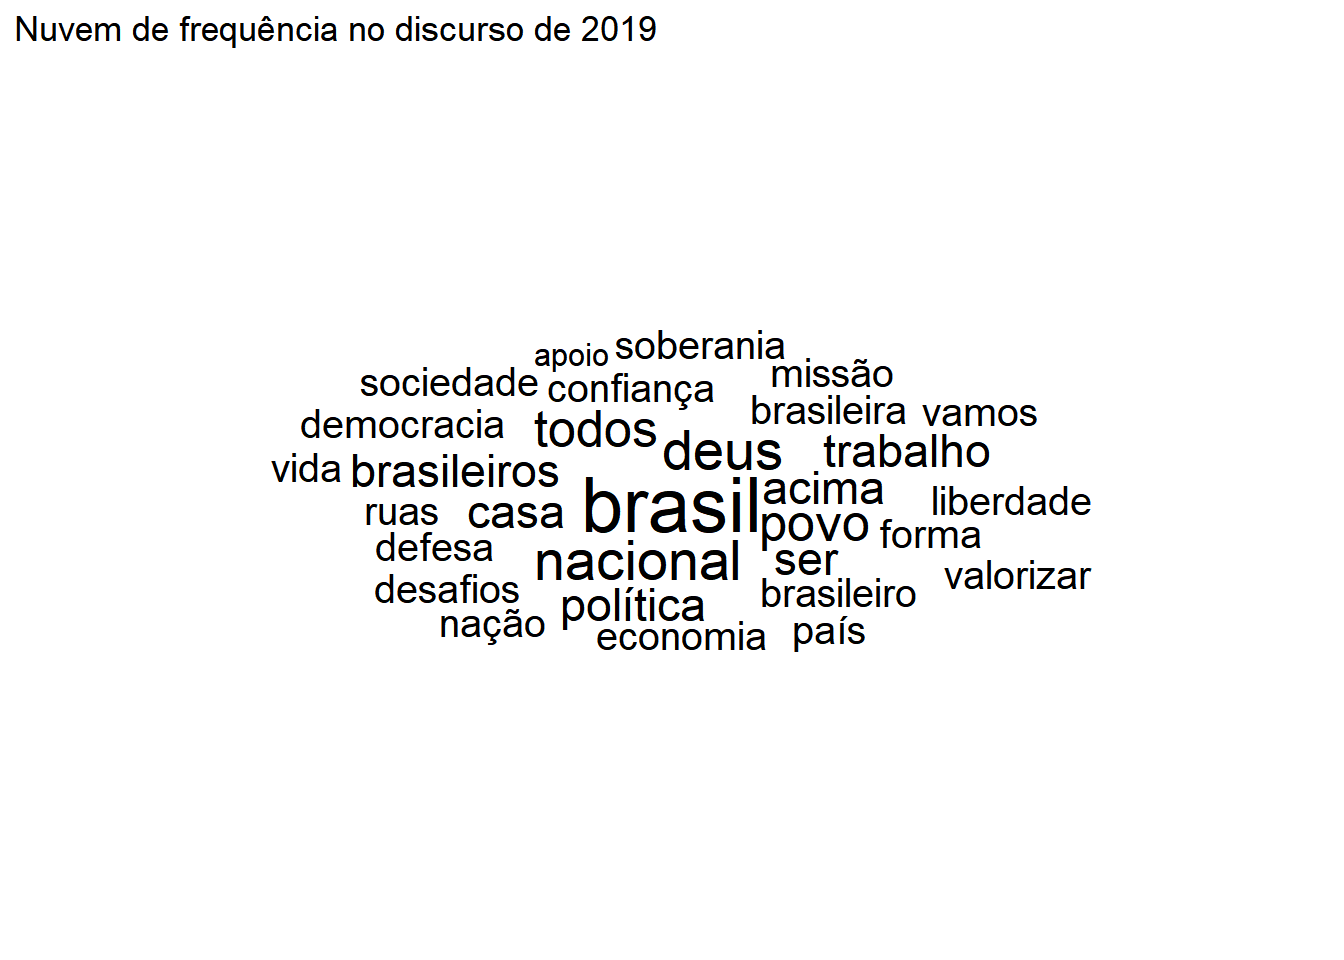 Nuvem de frequência no discurso de 2019
apoio soberania
sociedade confiança missão
democracia todos brasileira vamos
vida brasileiros deus trabalho
ruas casa brasil acima liberdade
defesa nacional povo forma
desafios política ser valorizar
nação economia brasileiro
país